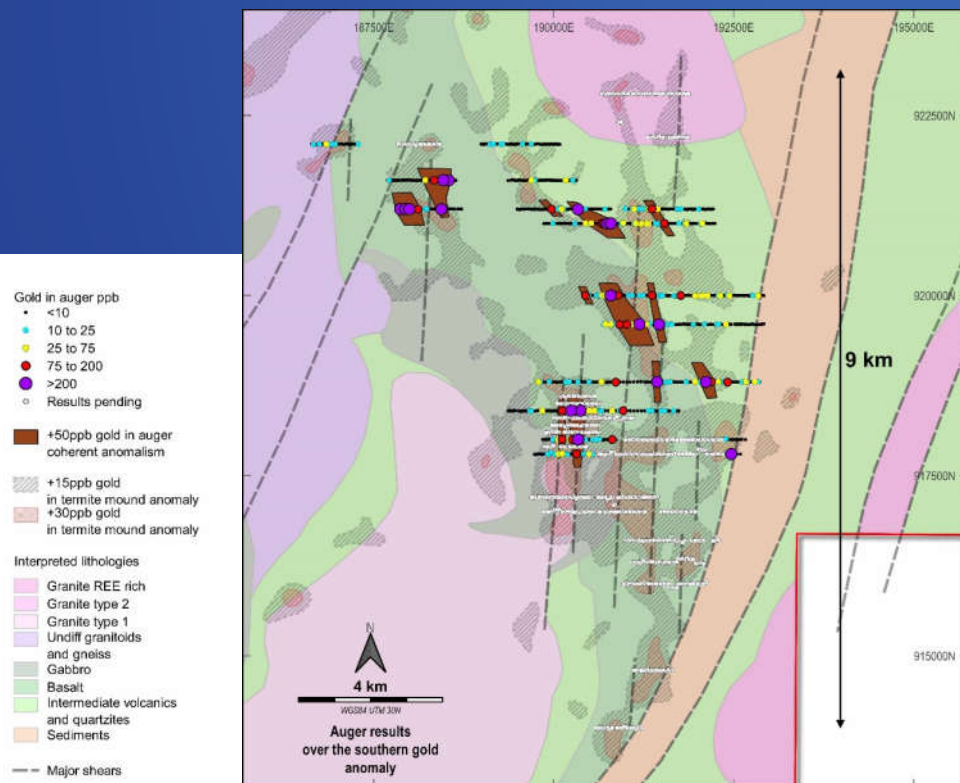 187500E
190000E
192500E
195000E
922500N
920000N
917500N
915000N
9 km
Gold in auger ppb
<10
10 to 25
25 to 75
75 to 200
>200
Results pending
+50ppb gold in auger
coherent anomalism
+15ppb gold
in termite mound anomaly
+30ppb gold
in termite mound anomaly
Interpreted lithologies
Granite REE rich
Granite type 2
Granite type 1
Undiff granitoids
and gneiss
Gabbro
Basalt
Intermediate volcanics
and quartzites
Sediments
Major shears
N
4 km
WGS84 UTM 30N
Auger results
over the southern gold
anomaly